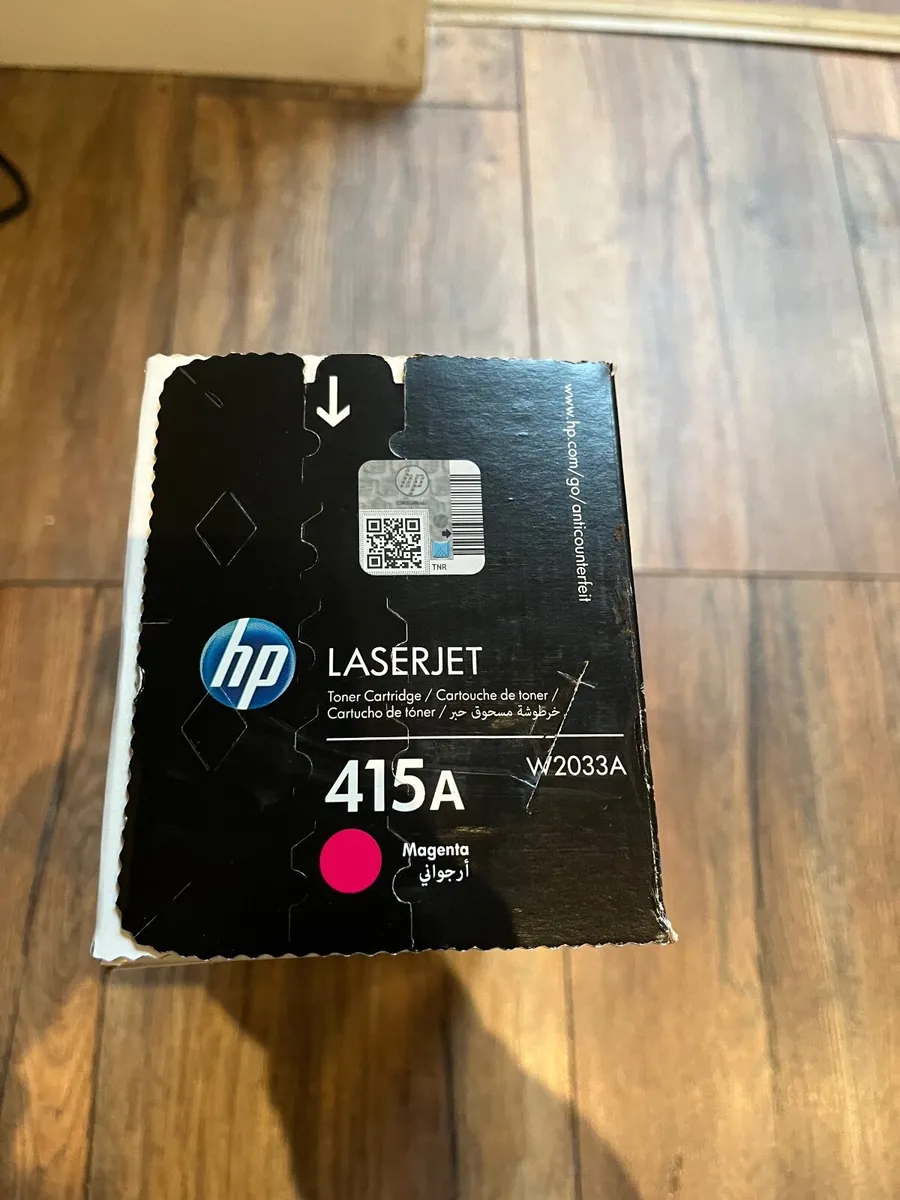 www.hp.com/go/anticounterfeit
hp
TNR
hp
LASERJET
Toner Cartridge / Cartouche de toner /
Cartucho de tóner / خرطوشة مسحوق حبر
415A
W2033A
Magenta
أرجواني